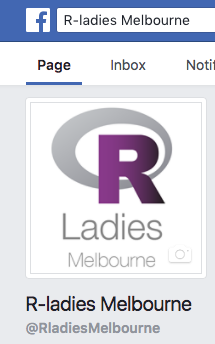 R-ladies Melbourne
Page Inbox Notif
R
Ladies
Melbourne
R-ladies Melbourne
@RladiesMelbourne